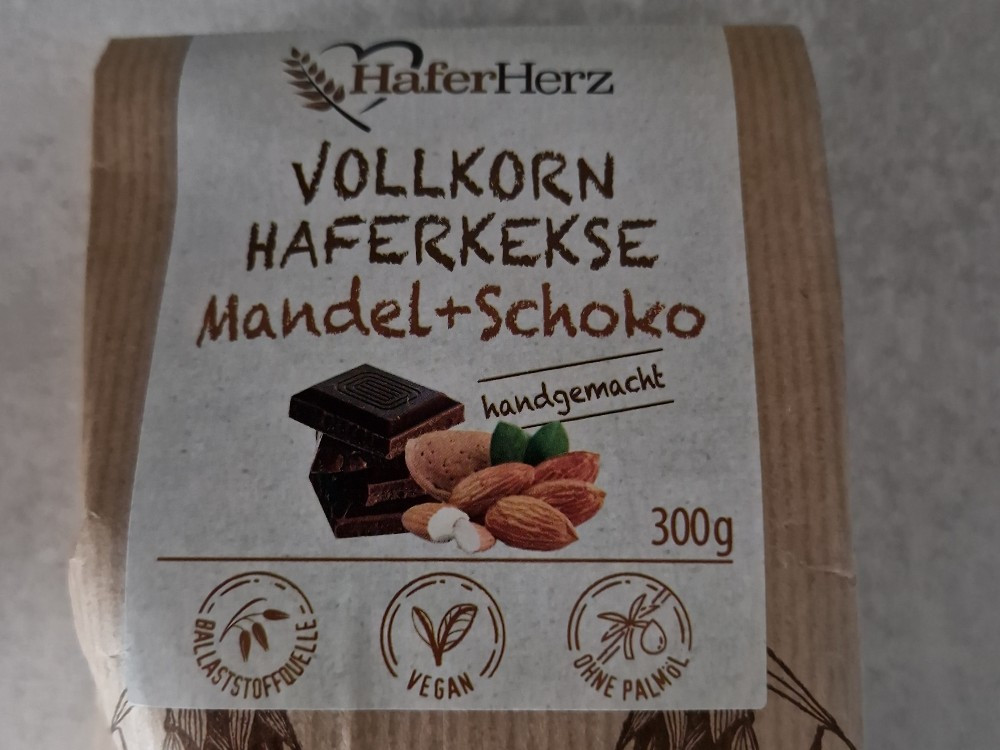 HaferHerz
VOLLKORN
HAFERKEKSE
Mandel+Schoko
handgemacht
300g
BALLASTSTOFFQUELLE
VEGAN
OHNE PALMÖL